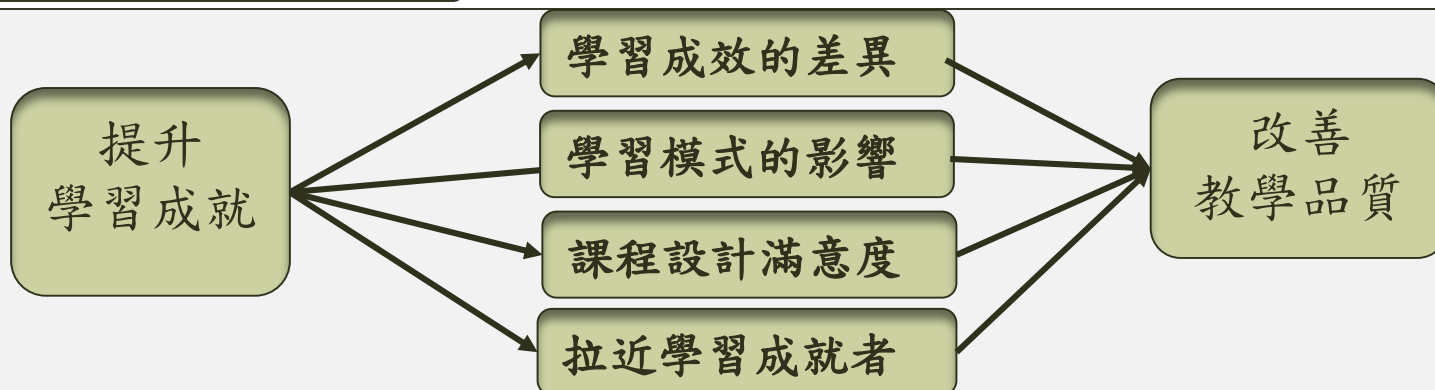 提升
學習成就
學習成效的差異
學習模式的影響
課程設計滿意度
拉近學習成就者
改善
教學品質